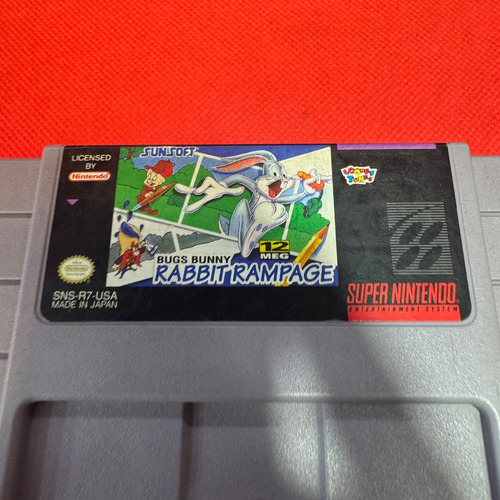 LICENSED
BY
Nintendo
SUNSOFT
LOONEY
TUNES
12
MEG
BUGS BUNNY
RABBIT RAMPAGE
SNS-R7-USA
MADE IN JAPAN
SUPER NINTENDO
ENTERTAINMENT SYSTEM